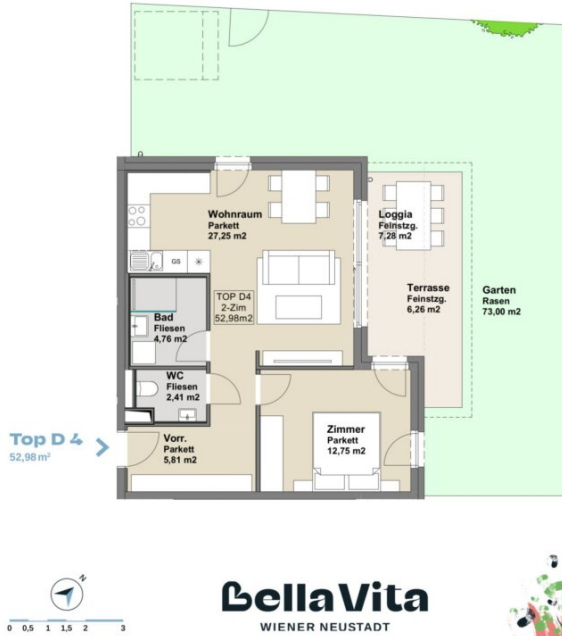 Wohnraum
Parkett
27,25 m2
Loggia
Feinstzg.
7,28 m2
GS
TOP D4
2-Zim
52,98m2
Terrasse
Feinstzg.
6,26 m2
Garten
Rasen
73,00 m2
Bad
Fliesen
4,76 m2
WC
Fliesen
2,41 m2
Top D 4
52,98 m²
Vorr.
Parkett
5,81 m2
Zimmer
Parkett
12,75 m2
N
0 0,5 1 1,5 2 3
BellaVita
WIENER NEUSTADT